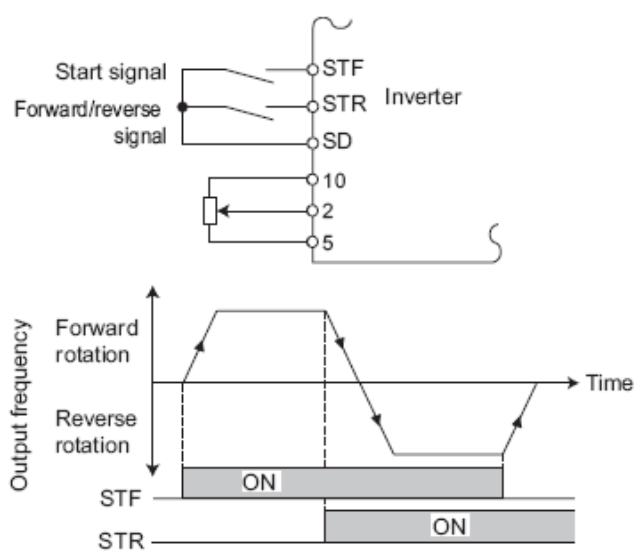 Start signal
STF
Inverter
Forward/reverse
signal
STR
SD
10
2
5
Output frequency
Forward
rotation
Time
Reverse
rotation
ON
STF
ON
STR